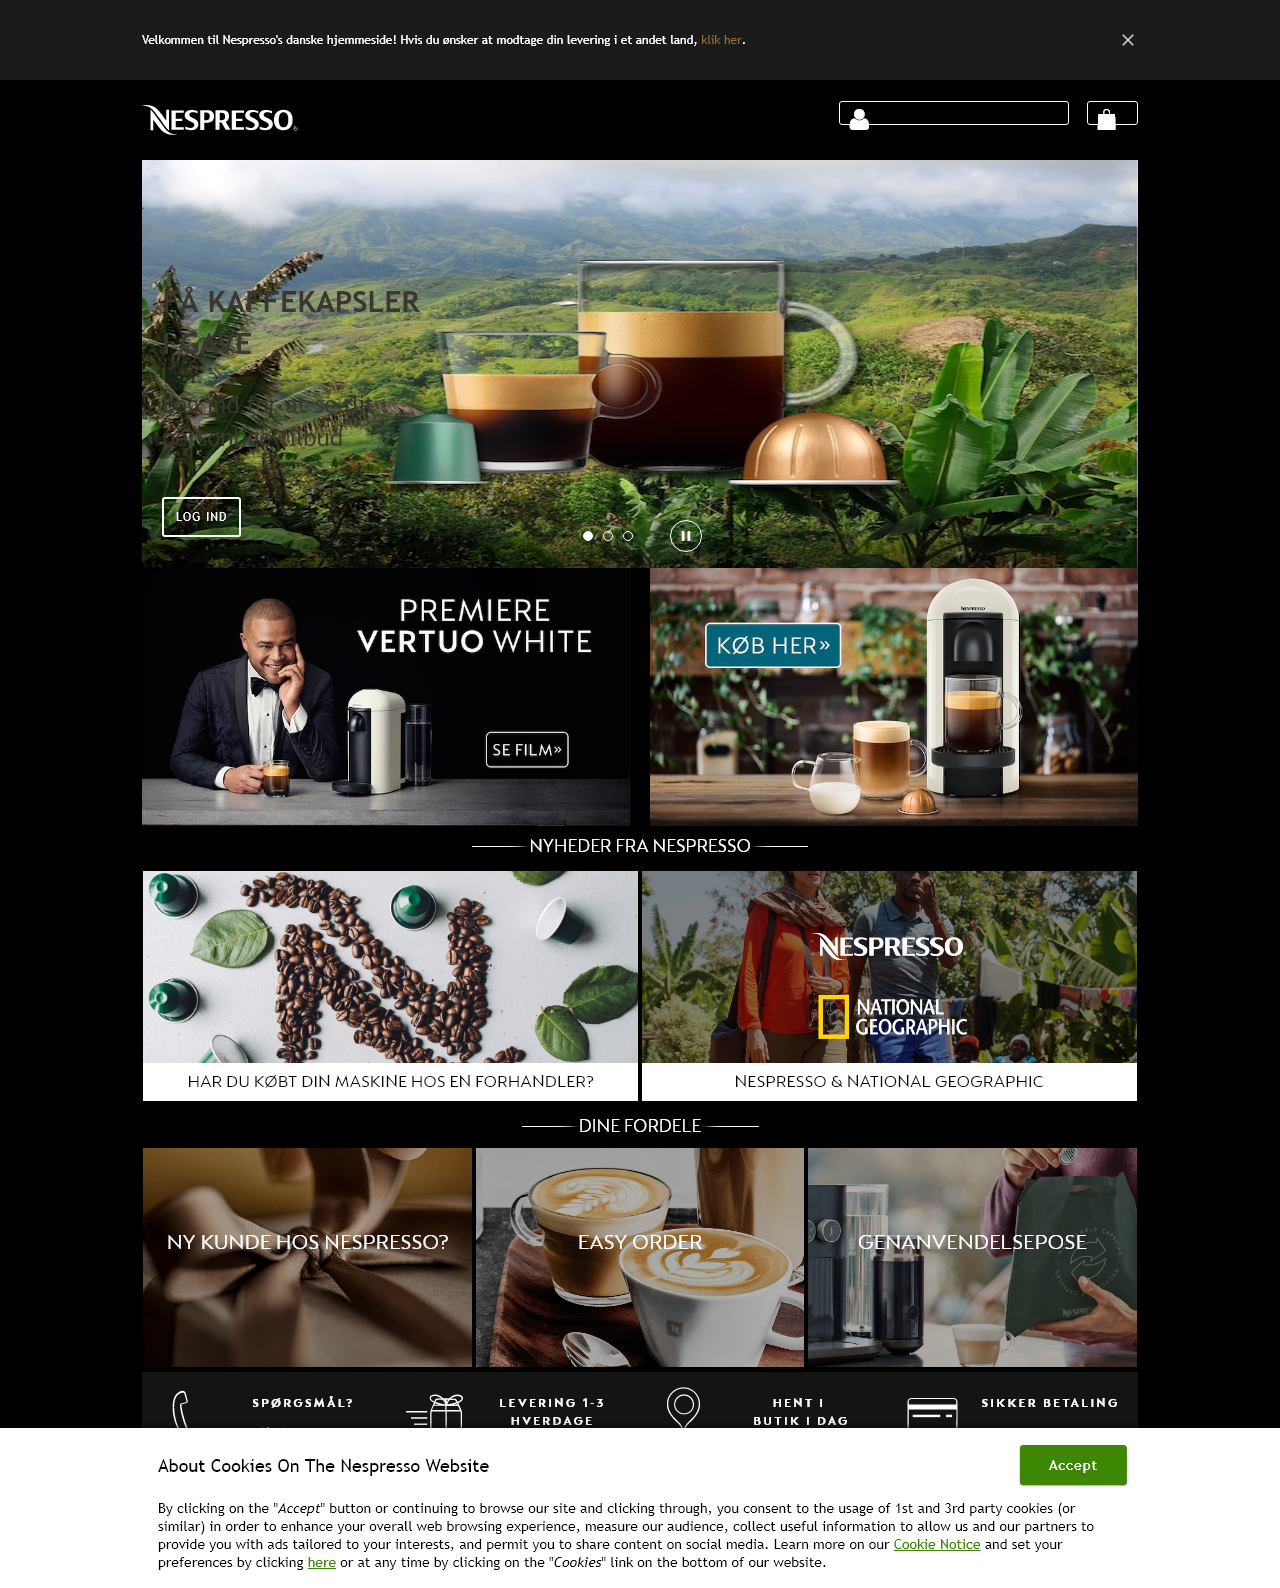 Velkommen til Nespresso's danske hjemmeside! Hvis du ønsker at modtage din levering i et andet land, klik her.
NESPRESSO
FÅ KAFFEKAPSLER
LOG IND
PREMIERE
VERTUO WHITE
SE FILM»
NESPRESSO
KØB HER»
NYHEDER FRA NESPRESSO
NESPRESSO
NATIONAL
GEOGRAPHIC
HAR DU KØBT DIN MASKINE HOS EN FORHANDLER?
NESPRESSO & NATIONAL GEOGRAPHIC
DINE FORDELE
NY KUNDE HOS NESPRESSO?
EASY ORDER
GENANVENDELSEPOSE
SPØRGSMÅL?
LEVERING 1-3
HVERDAGE
HENT I
BUTIK I DAG
SIKKER BETALING
About Cookies On The Nespresso Website
Accept
By clicking on the "Accept" button or continuing to browse our site and clicking through, you consent to the usage of 1st and 3rd party cookies (or
similar) in order to enhance your overall web browsing experience, measure our audience, collect useful information to allow us and our partners to
provide you with ads tailored to your interests, and permit you to share content on social media. Learn more on our Cookie Notice and set your
preferences by clicking here or at any time by clicking on the "Cookies" link on the bottom of our website.